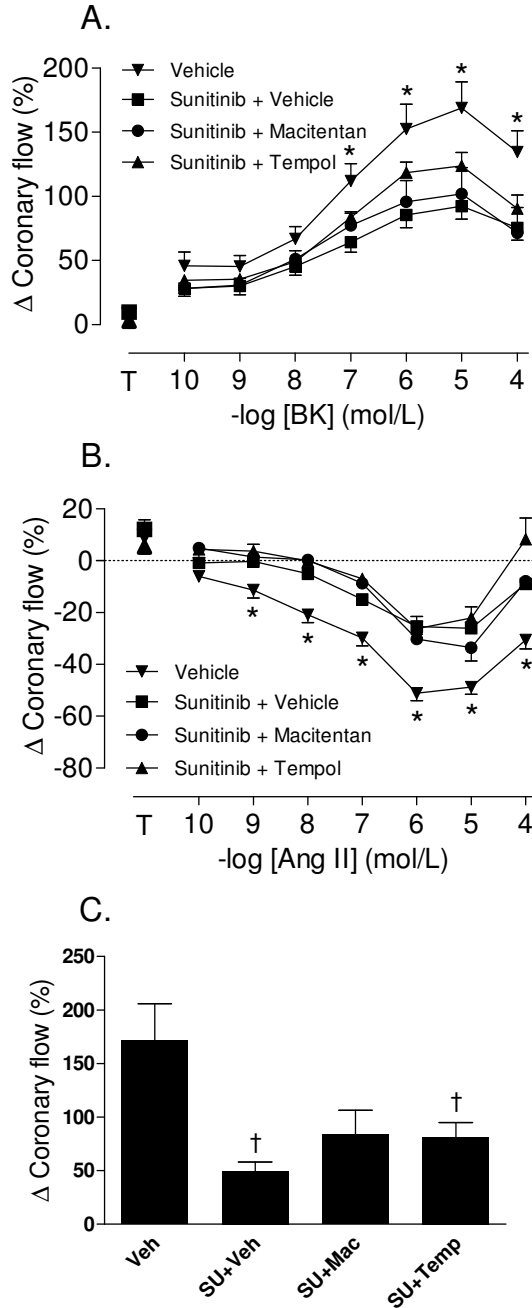 A.
Δ Coronary flow (%)
200
150
100
50
0
Vehicle
Sunitinib + Vehicle
Sunitinib + Macitentan
Sunitinib + Tempol
* * * * 
T 10 9 8 7 6 5 4
-log [BK] (mol/L)
B.
Δ Coronary flow (%)
20
0
-20
-40
-60
-80
* * * * * *
Vehicle
Sunitinib + Vehicle
Sunitinib + Macitentan
Sunitinib + Tempol
T 10 9 8 7 6 5 4
-log [Ang II] (mol/L)
C.
Δ Coronary flow (%)
250
200
150
100
50
0
† †
Veh SU+Veh SU+Mac SU+Temp